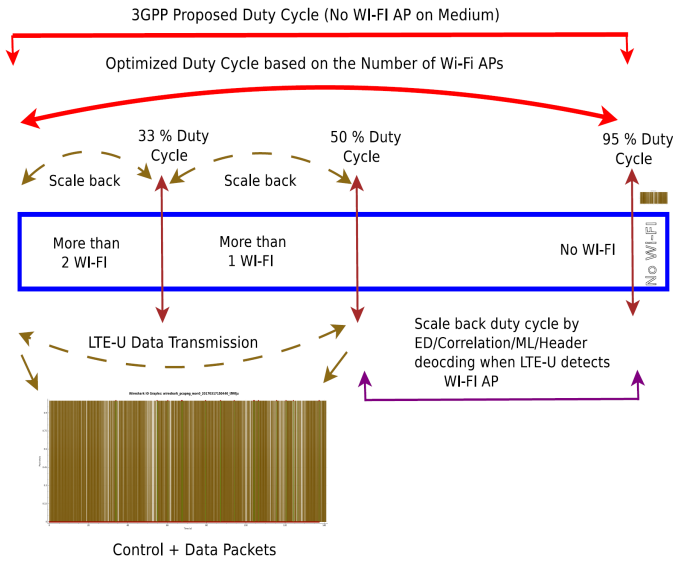 3GPP Proposed Duty Cycle (No WI-FI AP on Medium)
Optimized Duty Cycle based on the Number of Wi-Fi APs
33 % Duty
Cycle
50 % Duty
Cycle
95 % Duty
Cycle
Scale back
Scale back
More than
2 WI-FI
More than
1 WI-FI
No WI-FI
No WI-FI
LTE-U Data Transmission
Scale back duty cycle by
ED/Correlation/ML/Header
deocding when LTE-U detects
WI-FI AP
Wireshark IO Graphs:
Control + Data Packets